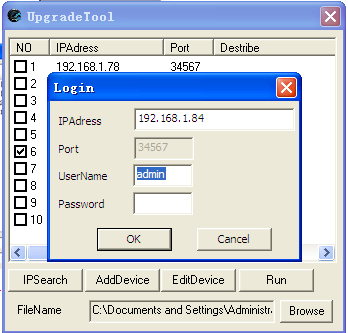 UpgradeTool
NO IPAdress Port Destribe
1 192.168.1.78 34567
2
3
4
5
6
7
8
9
10
Login
IPAdress 192.168.1.84
Port 34567
UserName admin
Password
OK Cancel
IPSearch AddDevice EditDevice Run
FileName C:\Documents and Settings\Administra Browse